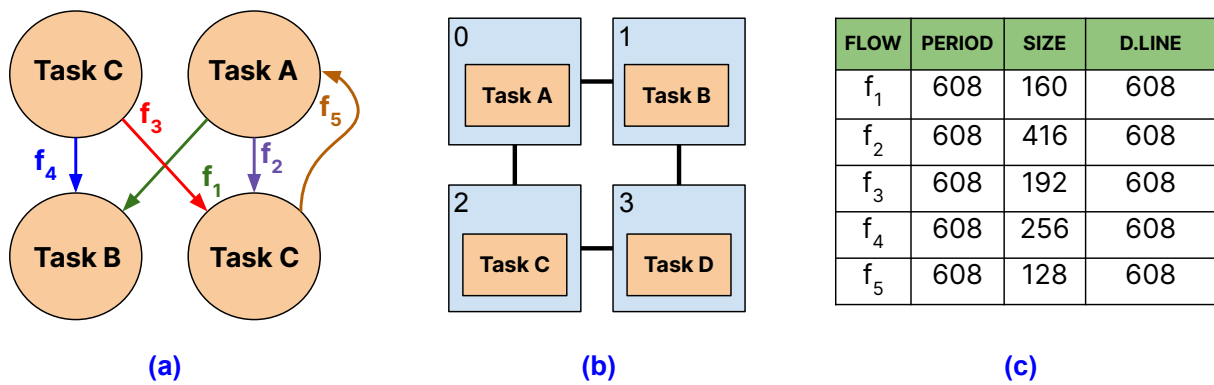 Task C
Task A
f3
f5
f4
f2
f1
Task B
Task C
(a)
0
1
Task A
Task B
2
3
Task C
Task D
(b)
FLOW PERIOD SIZE D.LINE
f1 608 160 608
f2 608 416 608
f3 608 192 608
f4 608 256 608
f5 608 128 608
(c)